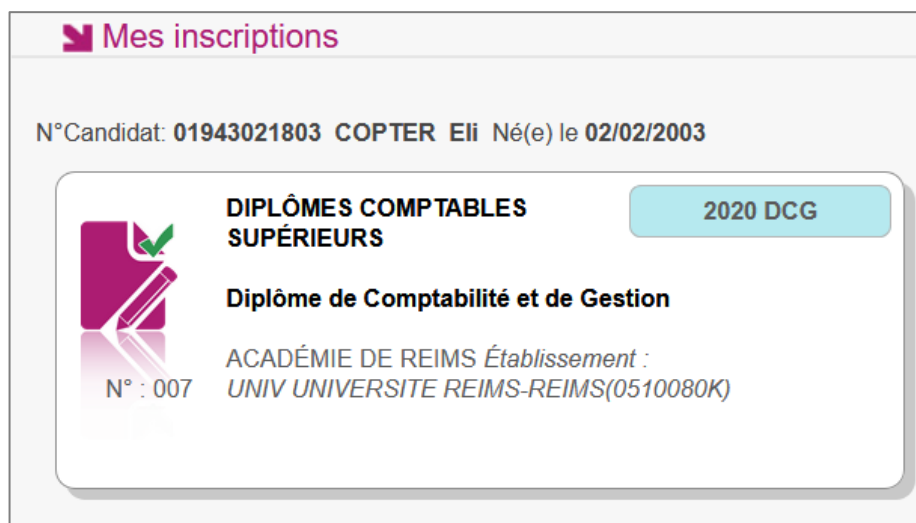 Mes inscriptions
N°Candidat: 01943021803 COPTER Eli Né(e) le 02/02/2003
DIPLÔMES COMPTABLES
SUPÉRIEURS
2020 DCG
Diplôme de Comptabilité et de Gestion
ACADÉMIE DE REIMS Établissement :
N° : 007 UNIV UNIVERSITE REIMS-REIMS(0510080K)